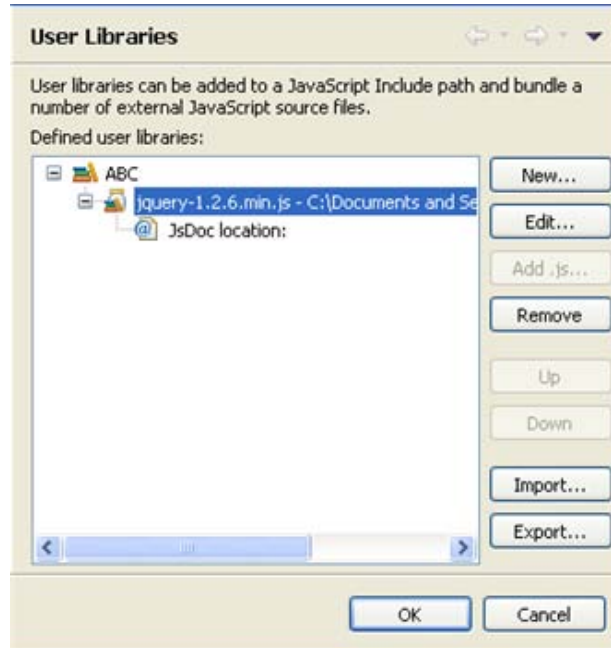 User Libraries
User libraries can be added to a JavaScript Include path and bundle a
number of external JavaScript source files.
Defined user libraries:
ABC
jquery-1.2.6.min.js - C:\Documents and Se
JsDoc location:
New...
Edit...
Add .js...
Remove
Up
Down
Import...
Export...
OK
Cancel